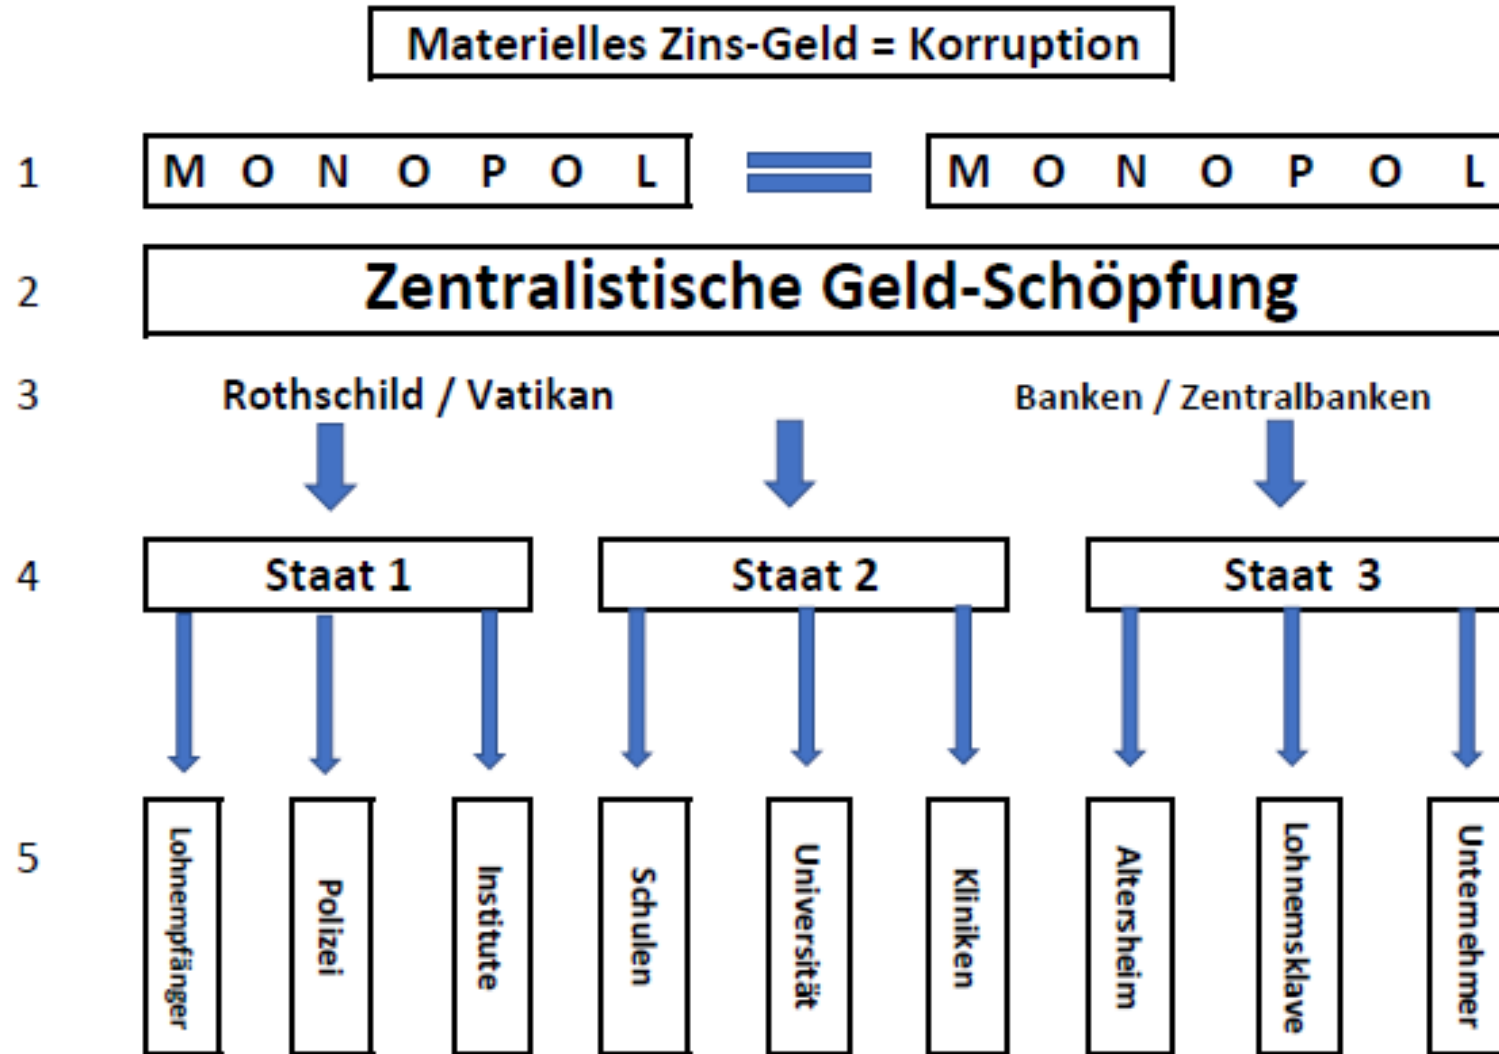 Materielles Zins-Geld = Korruption
1 M O N O P O L M O N O P O L
2 Zentralistische Geld-Schöpfung
3 Rothschild / Vatikan Banken / Zentralbanken
4 Staat 1 Staat 2 Staat 3
5 Lohnempfänger Polizei Institute Schulen Universität Kliniken Altersheim Lohnemsklave Unternehmer